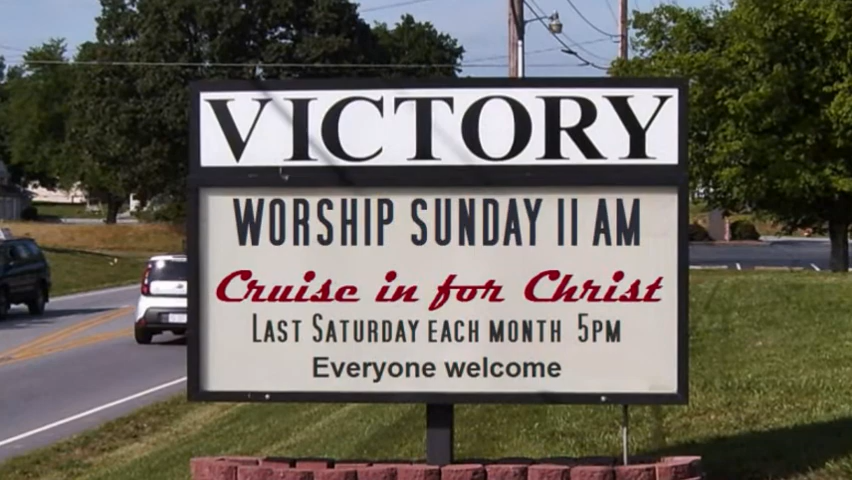 VICTORY
WORSHIP SUNDAY 11 AM
Cruise in for Christ
LAST SATURDAY EACH MONTH 5PM
Everyone welcome